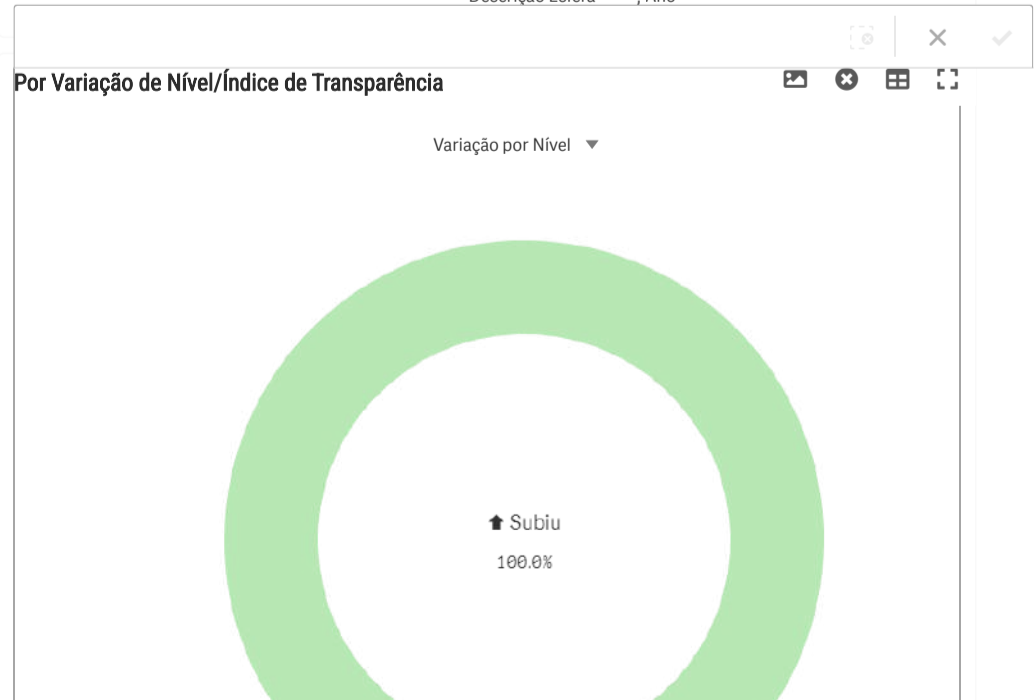 Por Variação de Nível/Índice de Transparência
Variação por Nível
Subiu
100.0%